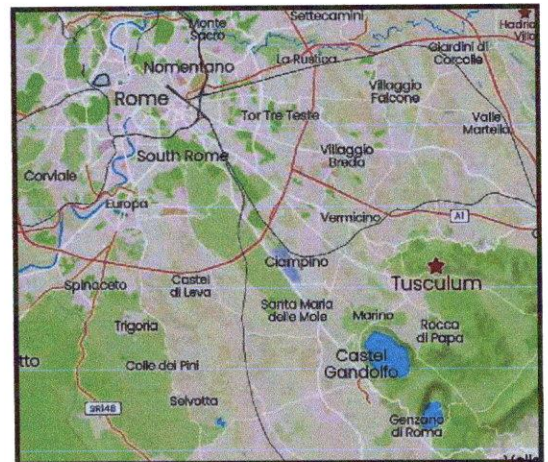 Monte
Sacro
Settecamini
Hadria
Villa
Nomentano
La Rustica
Giardini di
Corcolle
Rome
Villaggio
Falcone
Tor Tre Teste
Valle
Martella
South Rome
Villaggio
Breda
Corviale
Europa
Vermicino
A1
Ciampino
Tusculum
Spinaceto
Castel
di Leva
Santa Maria
delle Mole
Marino
Trigoria
Rocca
di Papa
tto
Colle dei Pini
Castel
Gandolfo
Selvotta
SR148
Genzano
di Roma